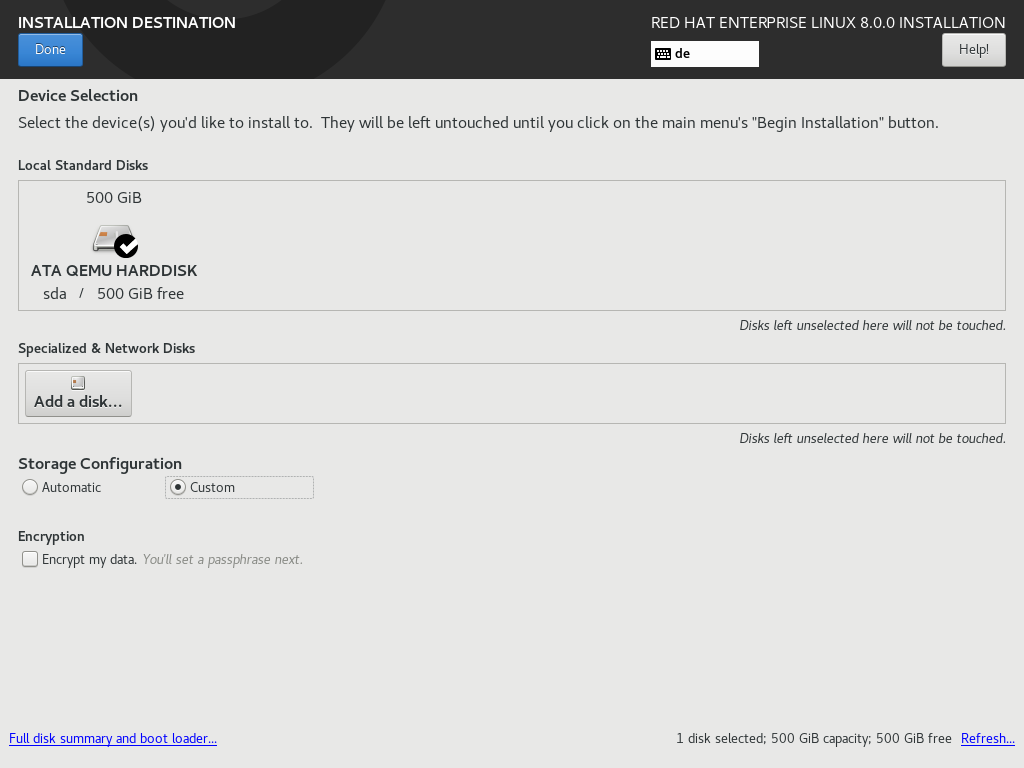 INSTALLATION DESTINATION
RED HAT ENTERPRISE LINUX 8.0.0 INSTALLATION
Done
de
Help!
Device Selection
Select the device(s) you'd like to install to.  They will be left untouched until you click on the main menu's "Begin Installation" button.
Local Standard Disks
500 GiB
ATA QEMU HARDDISK
sda / 500 GiB free
Disks left unselected here will not be touched.
Specialized & Network Disks
Add a disk...
Disks left unselected here will not be touched.
Storage Configuration
Automatic
Custom
Encryption
Encrypt my data. You'll set a passphrase next.
Full disk summary and boot loader...
1 disk selected; 500 GiB capacity; 500 GiB free
Refresh...